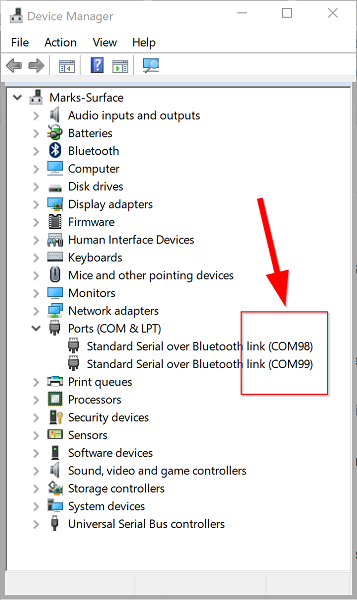 Device Manager
File Action View Help
Marks-Surface
Audio inputs and outputs
Batteries
Bluetooth
Computer
Disk drives
Display adapters
Firmware
Human Interface Devices
Keyboards
Mice and other pointing devices
Monitors
Network adapters
Ports (COM & LPT)
Standard Serial over Bluetooth link (COM98)
Standard Serial over Bluetooth link (COM99)
Print queues
Processors
Security devices
Sensors
Software devices
Sound, video and game controllers
Storage controllers
System devices
Universal Serial Bus controllers